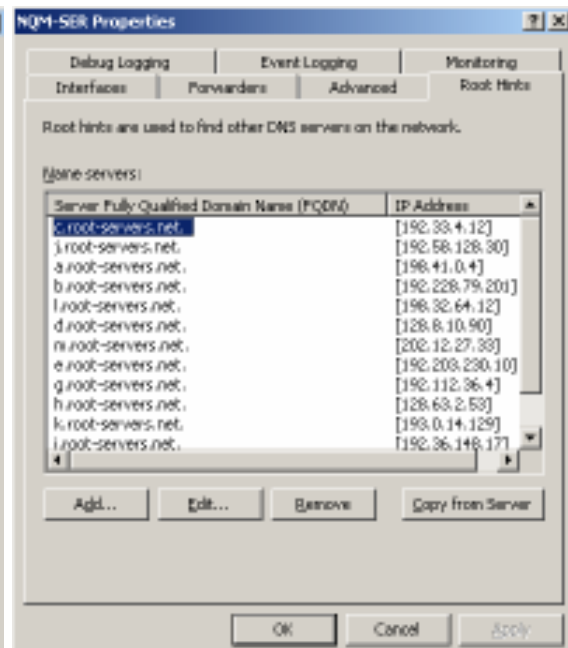 NQM-SER Properties
Debug Logging Event Logging Monitoring
Interfaces Forwarders Advanced Root Hints
Root hints are used to find other DNS servers on the network.
Name servers:
Server Fully Qualified Domain Name (FQDN) IP Address
c.root-servers.net. [192.33.4.12]
j.root-servers.net. [192.58.128.30]
a.root-servers.net. [198.41.0.4]
b.root-servers.net. [192.228.79.201]
l.root-servers.net. [198.32.64.12]
d.root-servers.net. [128.8.10.90]
m.root-servers.net. [202.12.27.33]
e.root-servers.net. [192.203.230.10]
g.root-servers.net. [192.112.36.4]
h.root-servers.net. [128.63.2.53]
k.root-servers.net. [193.0.14.129]
i.root-servers.net. [192.36.148.17]
Add... Edit... Remove Copy from Server
OK Cancel Apply